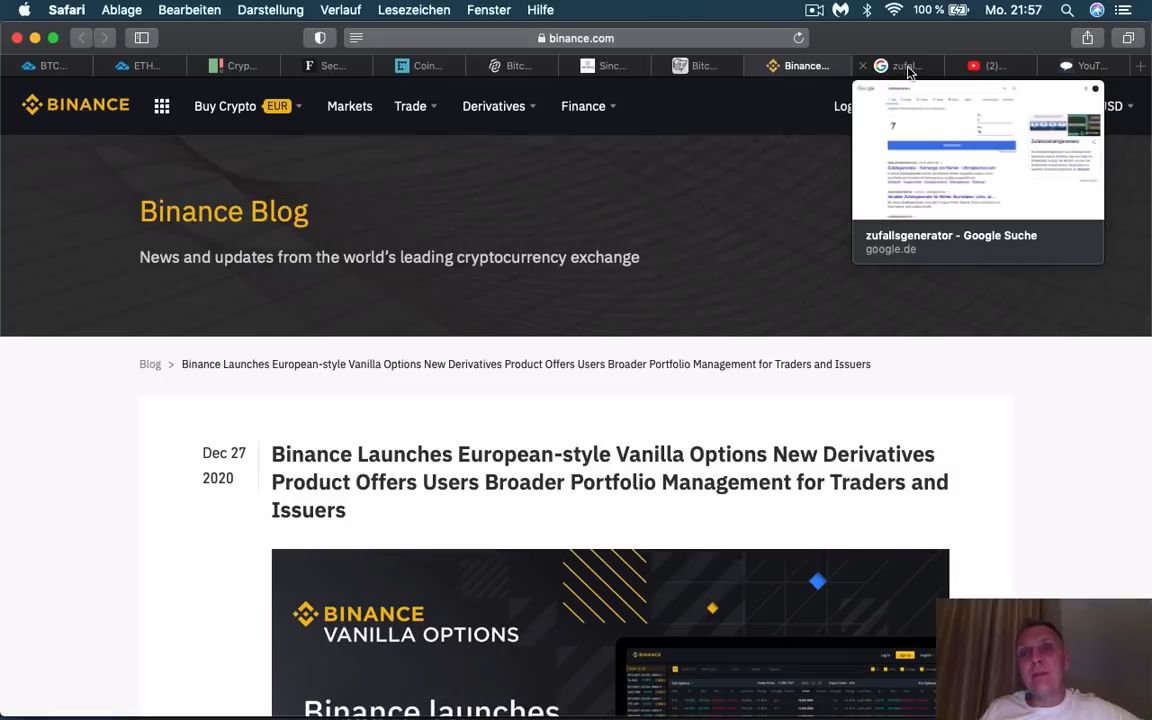 Safari Ablage Bearbeiten Darstellung Verlauf Lesezeichen Fenster Hilfe 100 % Mo. 21:57
binance.com
BTC... ETH... Cryp... Sec... Coin... Bitc... Sinc... Bitc... Binance... zufal... (2)... YouT...
BINANCE Buy Crypto EUR Markets Trade Derivatives Finance
7
zufallsgenerator - Google Suche
google.de
Binance Blog
News and updates from the world's leading cryptocurrency exchange
Blog > Binance Launches European-style Vanilla Options New Derivatives Product Offers Users Broader Portfolio Management for Traders and Issuers
Dec 27
2020
Binance Launches European-style Vanilla Options New Derivatives
Product Offers Users Broader Portfolio Management for Traders and
Issuers
BINANCE
VANILLA OPTIONS
Binance launches